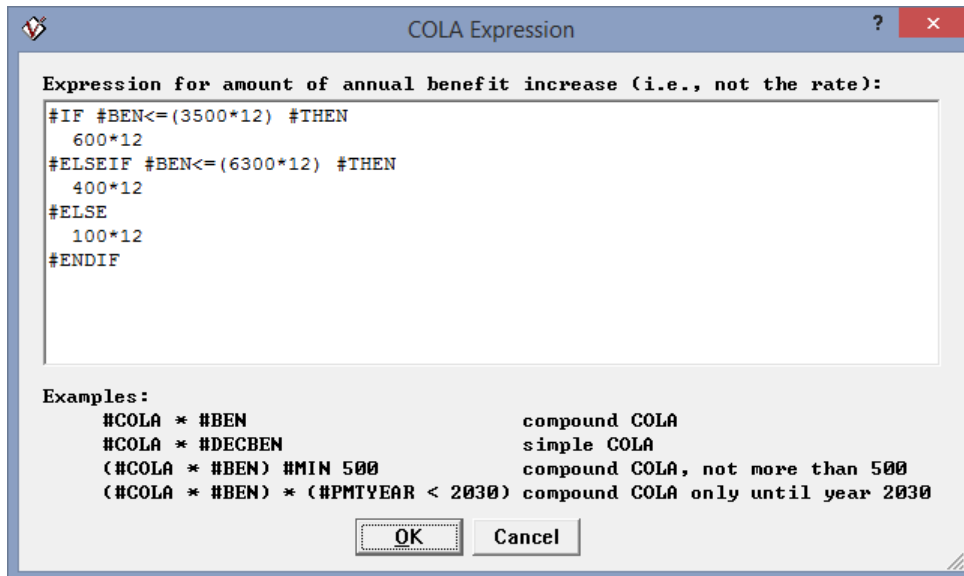 COLA Expression
?
×
Expression for amount of annual benefit increase (i.e., not the rate):
#IF #BEN<=(3500*12) #THEN
600*12
#ELSEIF #BEN<=(6300*12) #THEN
400*12
#ELSE
100*12
#ENDIF
Examples:
#COLA * #BEN compound COLA
#COLA * #DECBEN simple COLA
(#COLA * #BEN) #MIN 500 compound COLA, not more than 500
(#COLA * #BEN) * (#PMTYEAR < 2030) compound COLA only until year 2030
OK Cancel